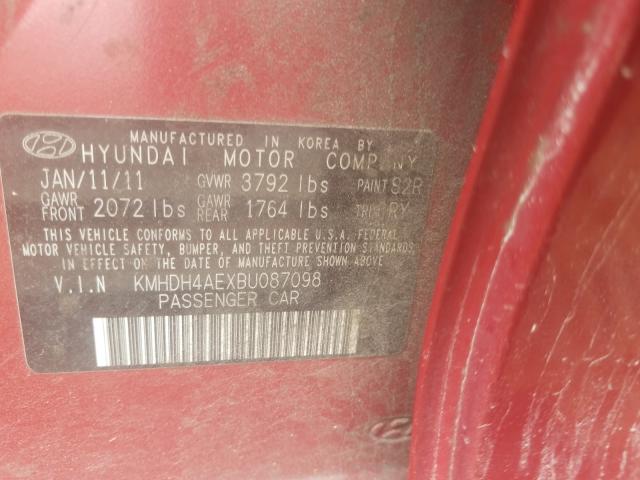 MANUFACTURED IN KOREA BY
HYUNDAI MOTOR COMPANY
JAN/11/11 GVWR 3792 lbs PAINT S2R
GAWR FRONT 2072 lbs GAWR REAR 1764 lbs RY
THIS VEHICLE CONFORMS TO ALL APPLICABLE U.S.A. FEDERAL
MOTOR VEHICLE SAFETY, BUMPER, AND THEFT PREVENTION STANDARDS
IN EFFECT ON THE DATE OF MANUFACTURE SHOWN ABOVE
V.I.N KMHDH4AEXBU087098
PASSENGER CAR